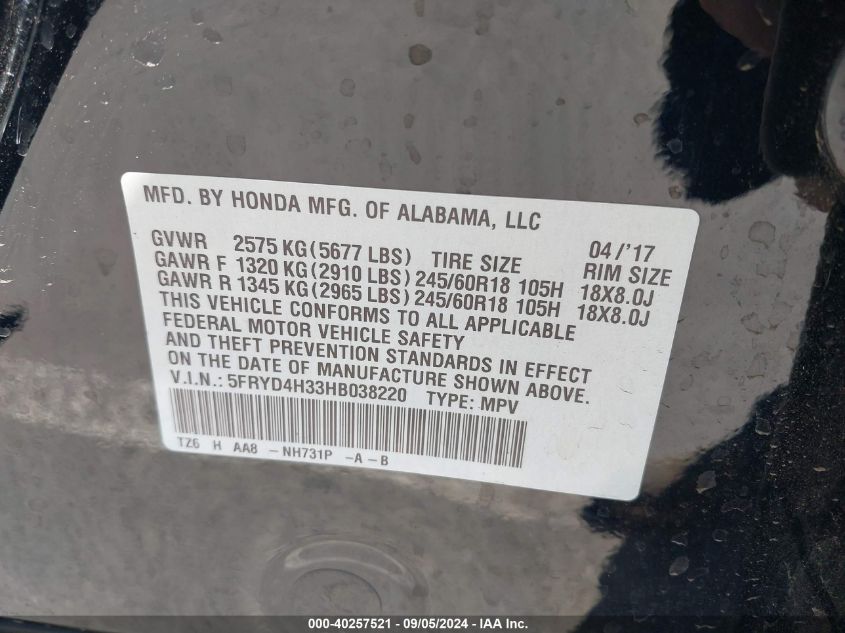 MFD. BY HONDA MFG. OF ALABAMA, LLC
GVWR 2575 KG(5677 LBS) TIRE SIZE 04/'17
GAWR F 1320 KG(2910 LBS) 245/60R18 105H RIM SIZE
GAWR R 1345 KG(2965 LBS) 245/60R18 105H 18X8.0J
THIS VEHICLE CONFORMS TO ALL APPLICABLE 18X8.0J
FEDERAL MOTOR VEHICLE SAFETY
AND THEFT PREVENTION STANDARDS IN EFFECT
ON THE DATE OF MANUFACTURE SHOWN ABOVE.
V.I.N.: 5FRYD4H33HB038220 TYPE: MPV
TZ6 H AA8 -NH731P -A-B
000-40257521 - 09/05/2024 - IAA Inc.